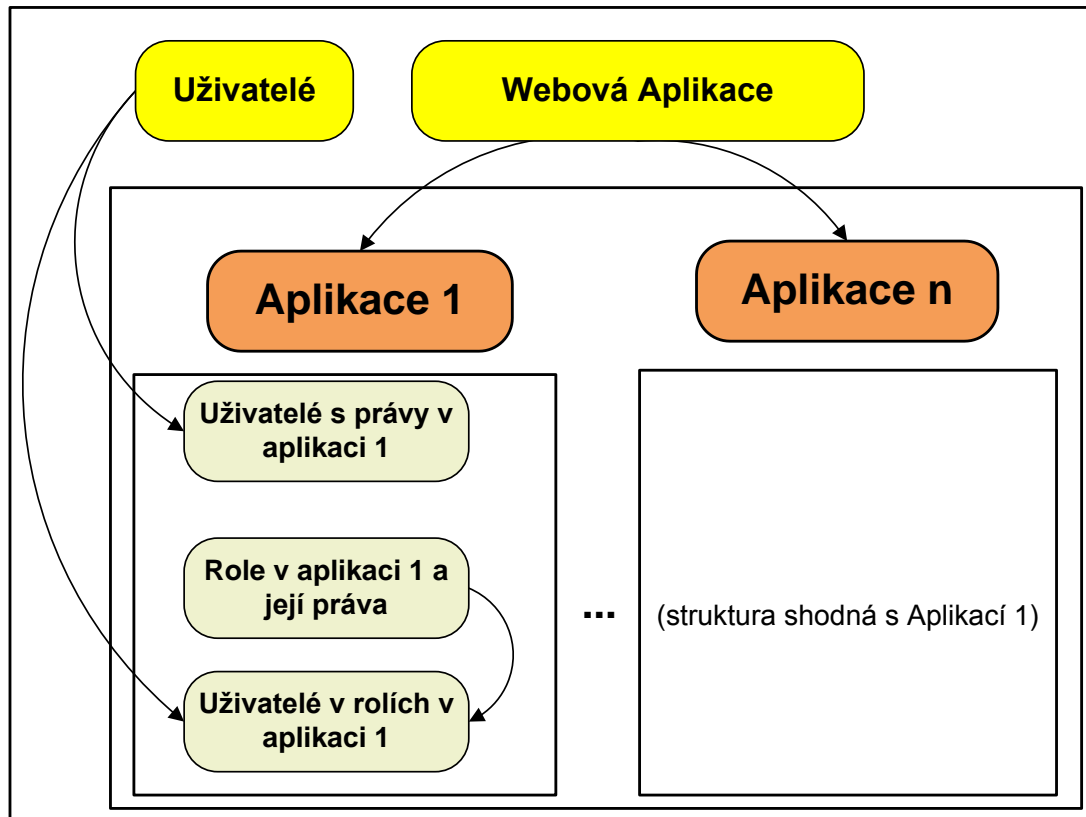 Uživatelé
Webová Aplikace
Aplikace 1
Aplikace n
Uživatelé s právy v
aplikaci 1
Role v aplikaci 1 a
její práva
Uživatelé v rolích v
aplikaci 1
...
(struktura shodná s Aplikací 1)